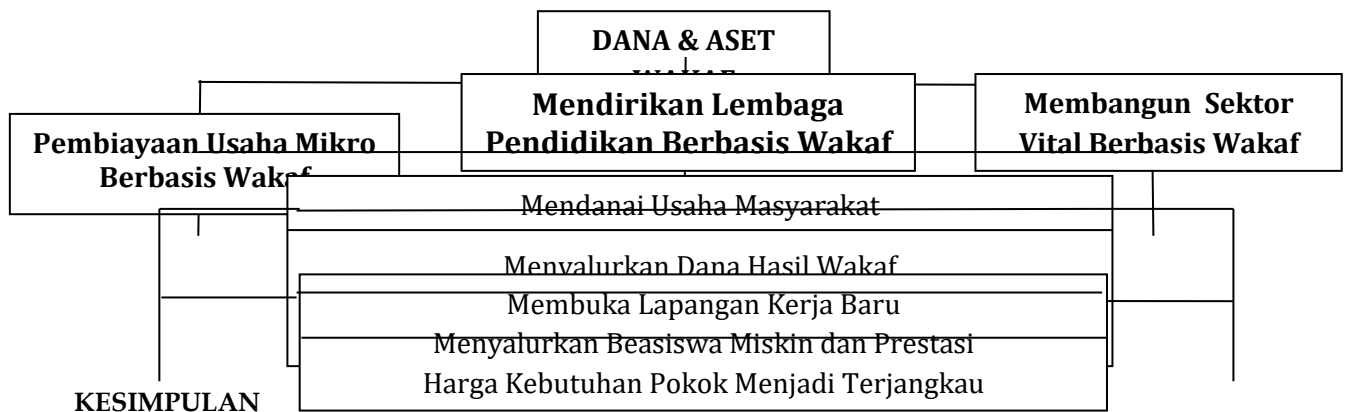 DANA & ASET
WAKAF
Mendirikan Lembaga
Pendidikan Berbasis Wakaf
Membangun Sektor
Vital Berbasis Wakaf
Pembiayaan Usaha Mikro
Berbasis Wakaf
Mendanai Usaha Masyarakat
Menyalurkan Dana Hasil Wakaf
Membuka Lapangan Kerja Baru
Menyalurkan Beasiswa Miskin dan Prestasi
Harga Kebutuhan Pokok Menjadi Terjangkau
KESIMPULAN